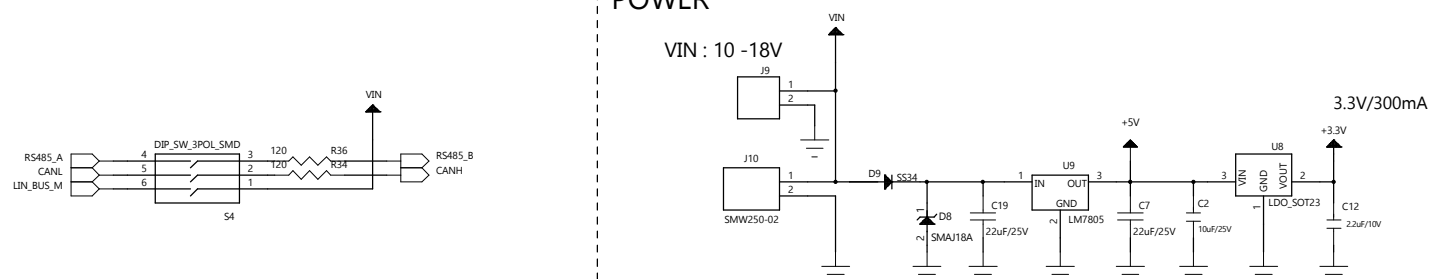 POWER
VIN
VIN : 10 -18V
J9
1
2
3.3V/300mA
VIN
+5V
+3.3V
DIP_SW_3POL_SMD
RS485_A 4 3 120 R36 RS485_B
CANL 5 2 120 R34 CANH
LIN_BUS_M 6 1
S4
J10
1
2
SMW250-02
D9 SS34
1
D8
2
SMAJ18A
C19
22uF/25V
U9
1 IN OUT 3
GND
2
LM7805
C7
22uF/25V
C2
10uF/25V
U8
3 VIN GND VOUT 2
1
LDO_SOT23
C12
2.2uF/10V